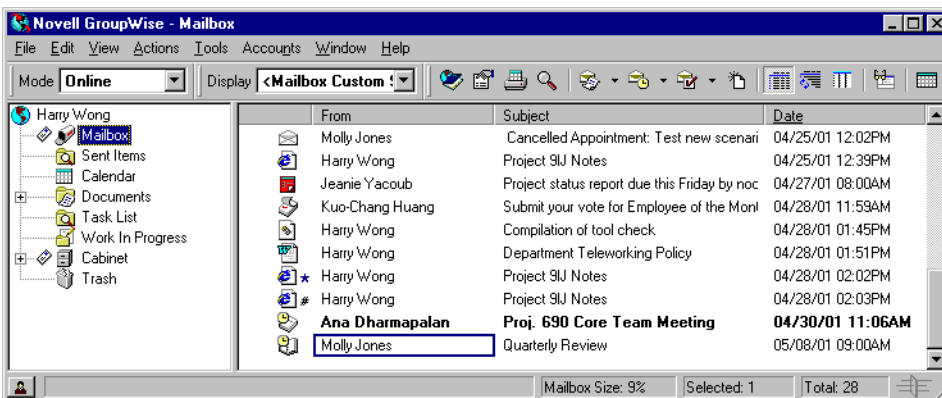 Novell GroupWise - Mailbox
File Edit View Actions Tools Accounts Window Help
Mode Online Display <Mailbox Custom
Harry Wong
Mailbox
Sent Items
Calendar
Documents
Task List
Work In Progress
Cabinet
Trash
From Subject Date
Molly Jones Cancelled Appointment: Test new scenari 04/25/01 12:02PM
Harry Wong Project 9IJ Notes 04/25/01 12:39PM
Jeanie Yacoub Project status report due this Friday by noc 04/27/01 08:00AM
Kuo-Chang Huang Submit your vote for Employee of the Mont 04/28/01 11:59AM
Harry Wong Compilation of tool check 04/28/01 01:45PM
Harry Wong Department Teleworking Policy 04/28/01 01:51PM
Harry Wong Project 9IJ Notes 04/28/01 02:02PM
Harry Wong Project 9IJ Notes 04/28/01 02:03PM
Ana Dharmapalan Proj. 690 Core Team Meeting 04/30/01 11:06AM
Molly Jones Quarterly Review 05/08/01 09:00AM
Mailbox Size: 9% Selected: 1 Total: 28